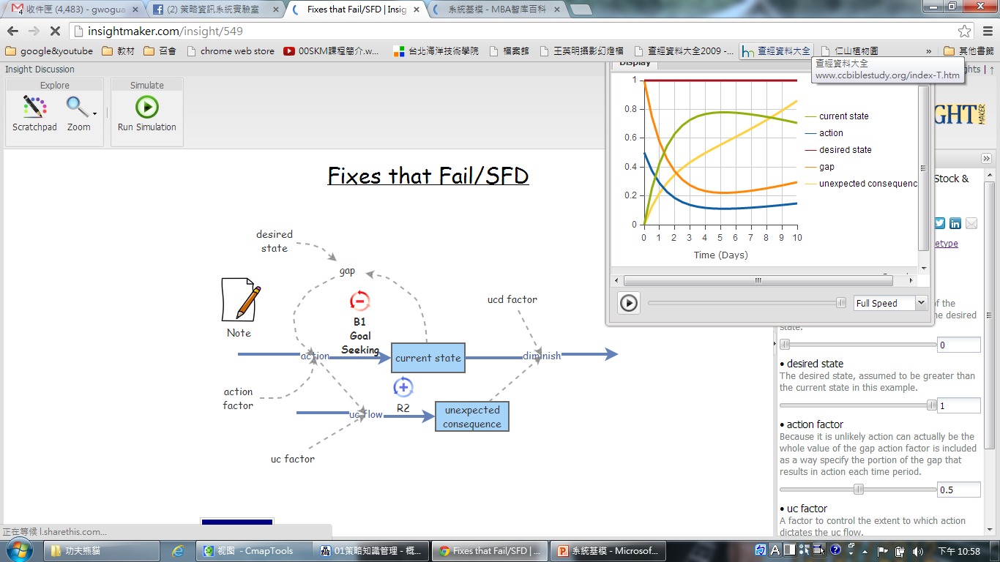 收件匣 (4,483) - gwogua
(2) 策略資訊系統實驗室
Fixes that Fail/SFD | Insig
系統基模 - MBA智库百科
insightmaker.com/insight/549
google&youtube
教材
召會
chrome web store
00SKM課程簡介.w...
台北海洋技術學院
檔案館
王英明攝影幻燈檔
查經資料大全2009 -...
查經資料大全
仁山植物園
»
其他書籤
查經資料大全
www.ccbiblestudy.org/index-T.htm
Insight Discussion
Explore
Simulate
Scratchpad
Zoom
Run Simulation
Display
1
0.8
0.6
0.4
0.2
0
0 1 2 3 4 5 6 7 8 9 10
Time (Days)
current state
action
desired state
gap
unexpected consequenc
Full Speed
GHT
MAKER
Stock &
etype
Fixes that Fail/SFD
desired
state
gap
Note
B1
Goal
Seeking
ucd factor
action
current state
diminish
action
factor
R2
uc flow
unexpected
consequence
uc factor
of the
desired
state.
0
• desired state
The desired state, assumed to be greater than
the current state in this example.
1
• action factor
Because it is unlikely action can actually be the
whole value of the gap action factor is included
as a way specify the portion of the gap that
results in action each time period.
0.5
• uc factor
A factor to control the extent to which action
dictates the uc flow.
正在等候 l.sharethis.com...
功夫熊貓
视图 - CmapTools
01策略知識管理 - 概...
Fixes that Fail/SFD | ...
系統基模 - Microsof...
下午 10:58